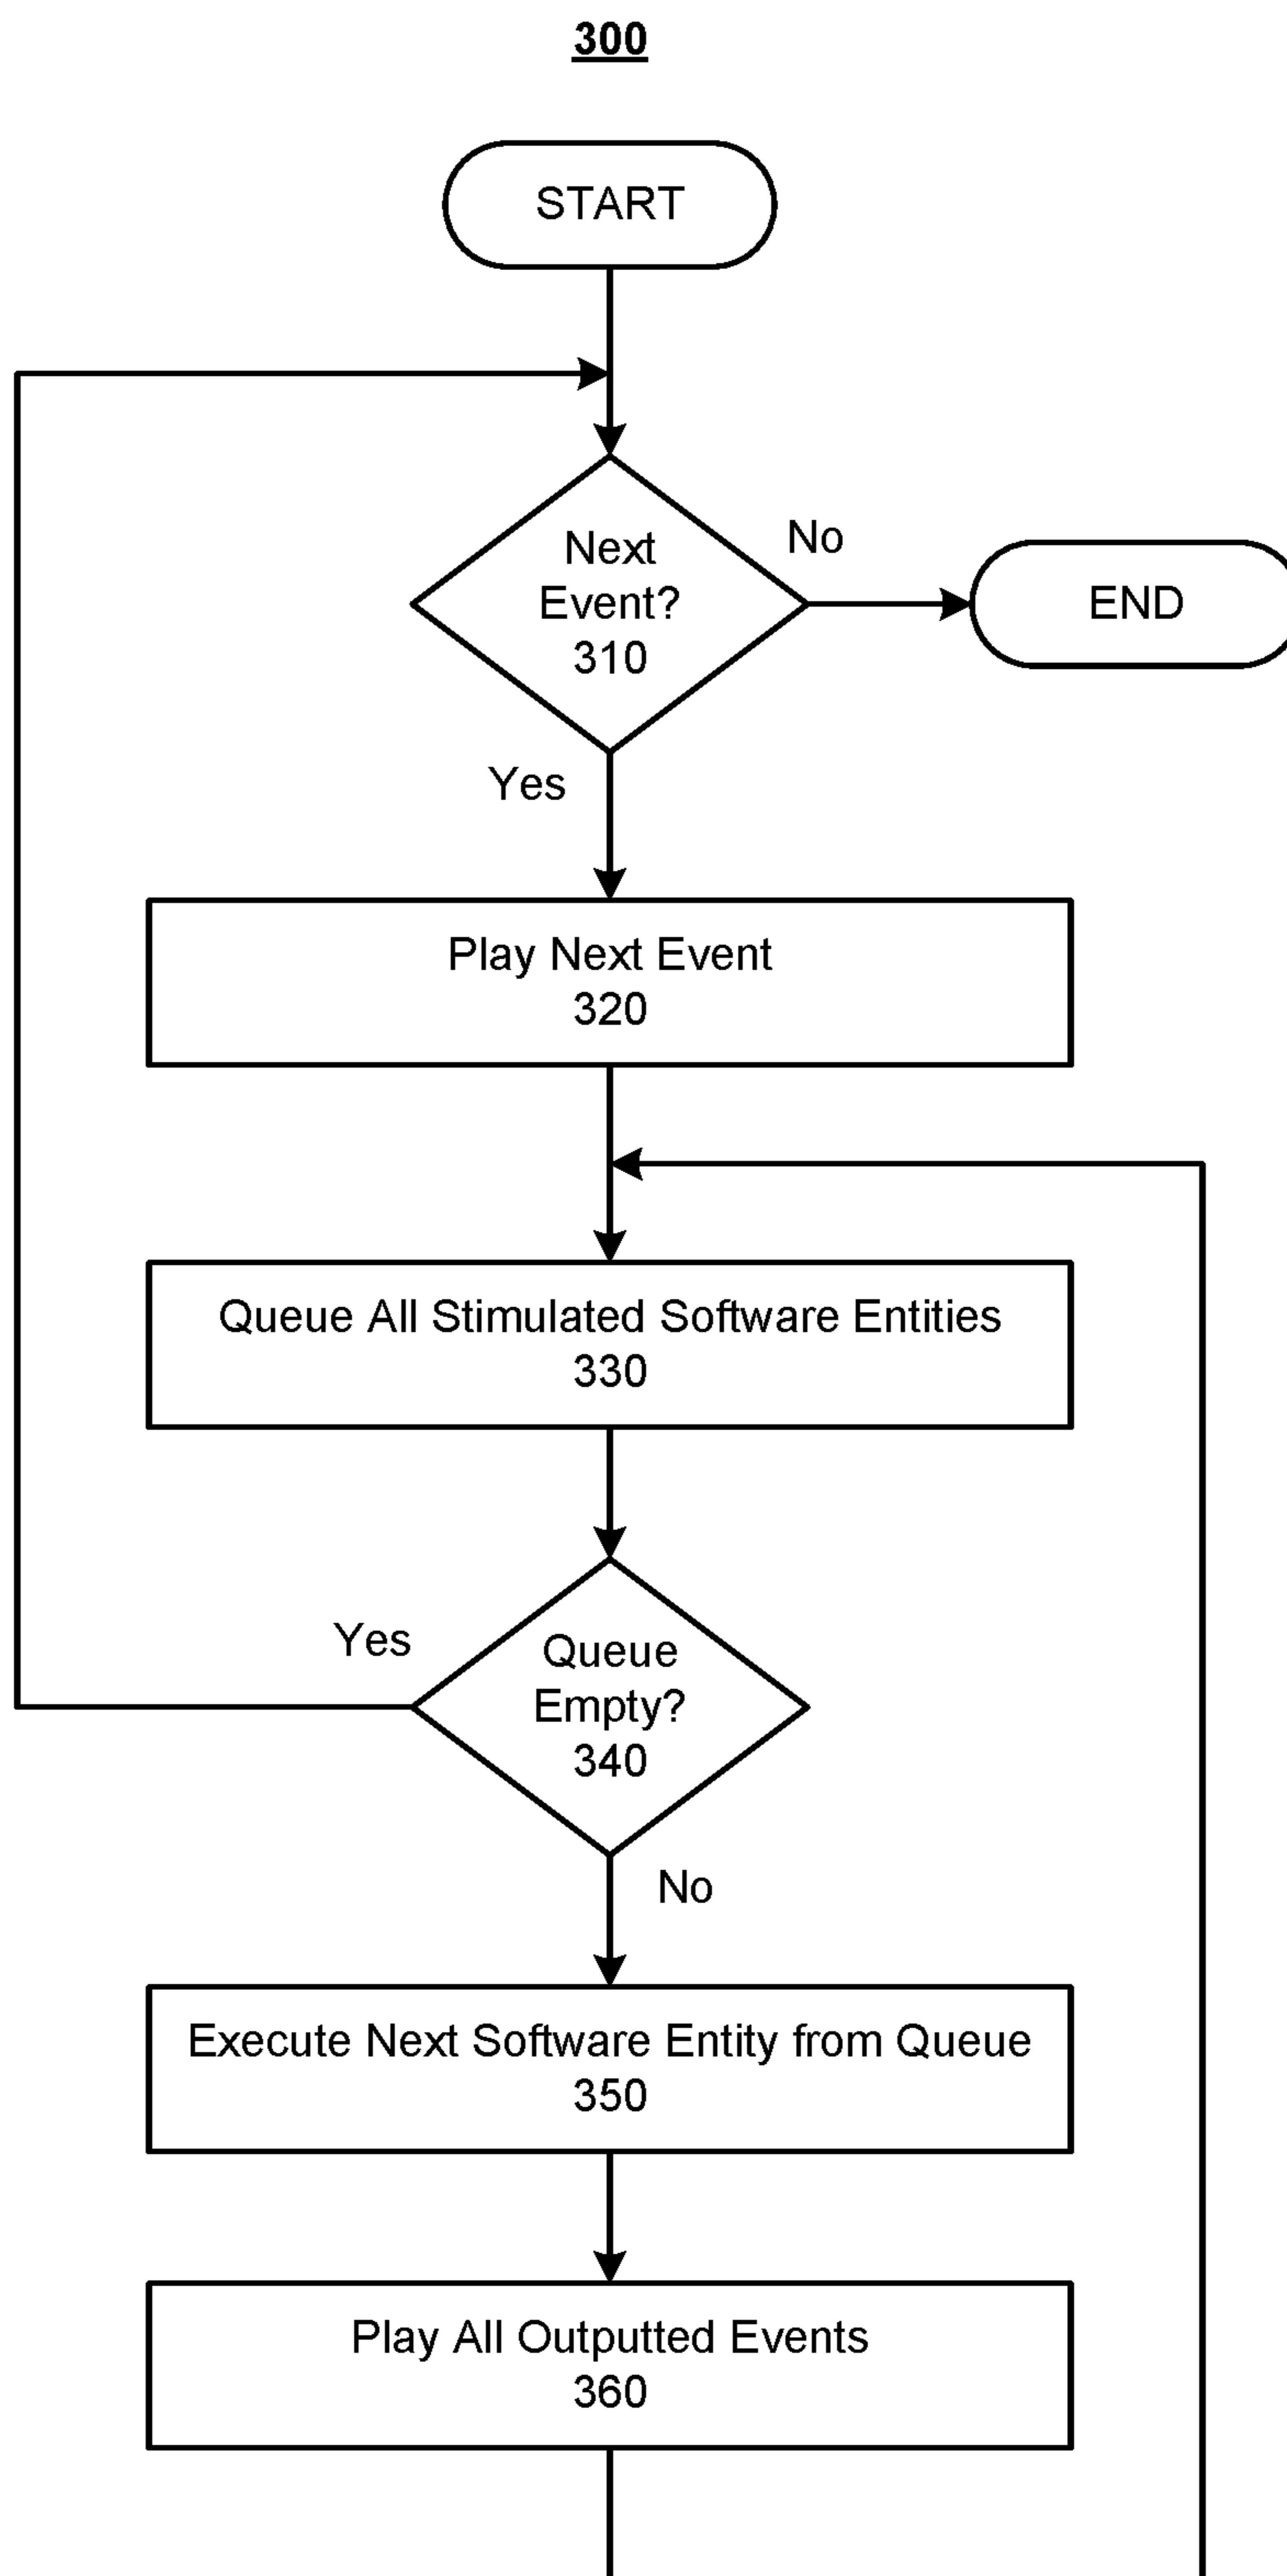 300
START
Next
Event?
310
No
END
Yes
Play Next Event
320
Queue All Stimulated Software Entities
330
Yes
Queue
Empty?
340
No
Execute Next Software Entity from Queue
350
Play All Outputted Events
360